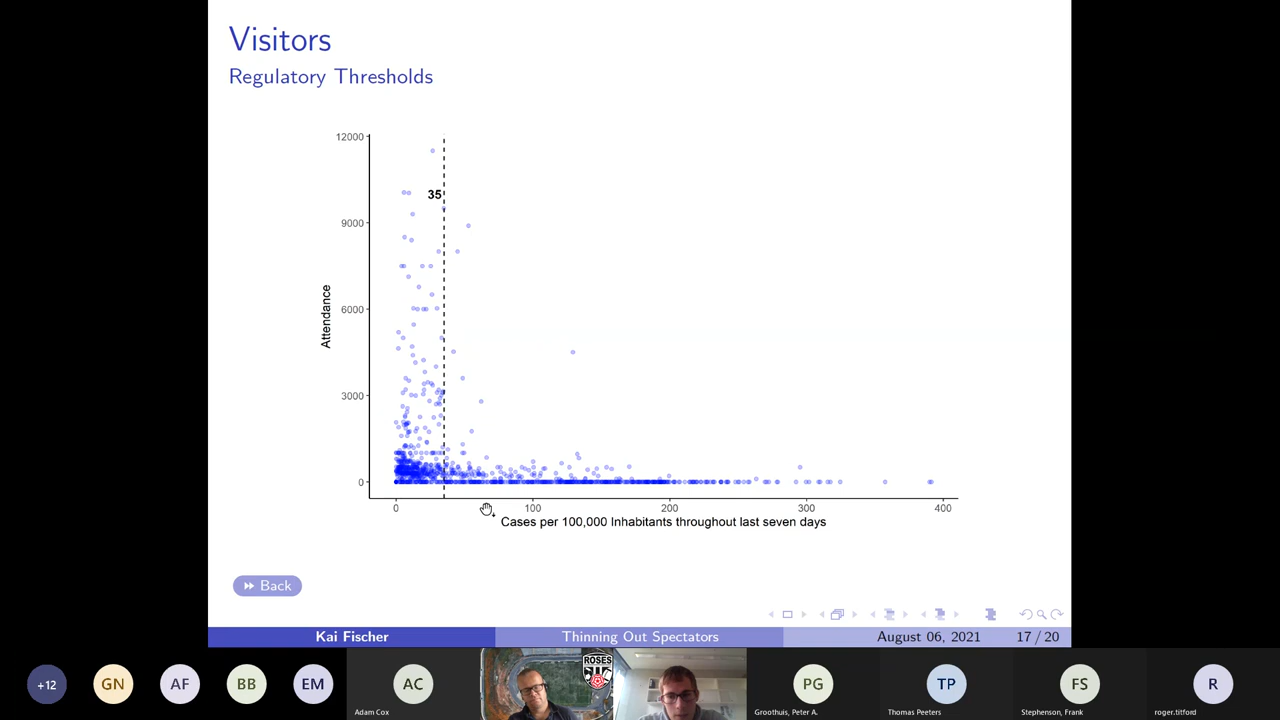 Visitors
Regulatory Thresholds
12000
35
9000
6000
3000
0
Attendance
0
100
200
300
400
Cases per 100,000 Inhabitants throughout last seven days
Back
Kai Fischer
Thinning Out Spectators
August 06, 2021
17 / 20
+12
GN
AF
BB
EM
AC
Adam Cox
ROSES
PG
Groothuis, Peter A.
TP
Thomas Peeters
FS
Stephenson, Frank
R
roger.titford